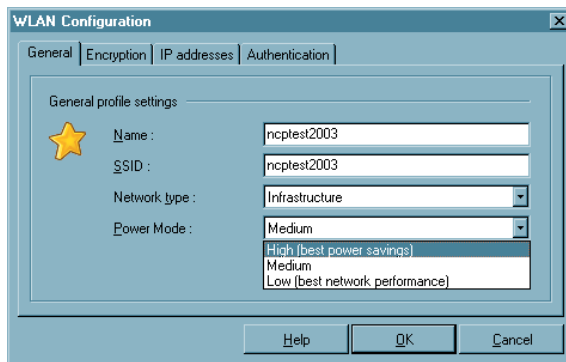 WLAN Configuration
General Encryption IP addresses Authentication
General profile settings
Name : ncptest2003
SSID : ncptest2003
Network type : Infrastructure
Power Mode : Medium
High (best power savings)
Medium
Low (best network performance)
Help OK Cancel